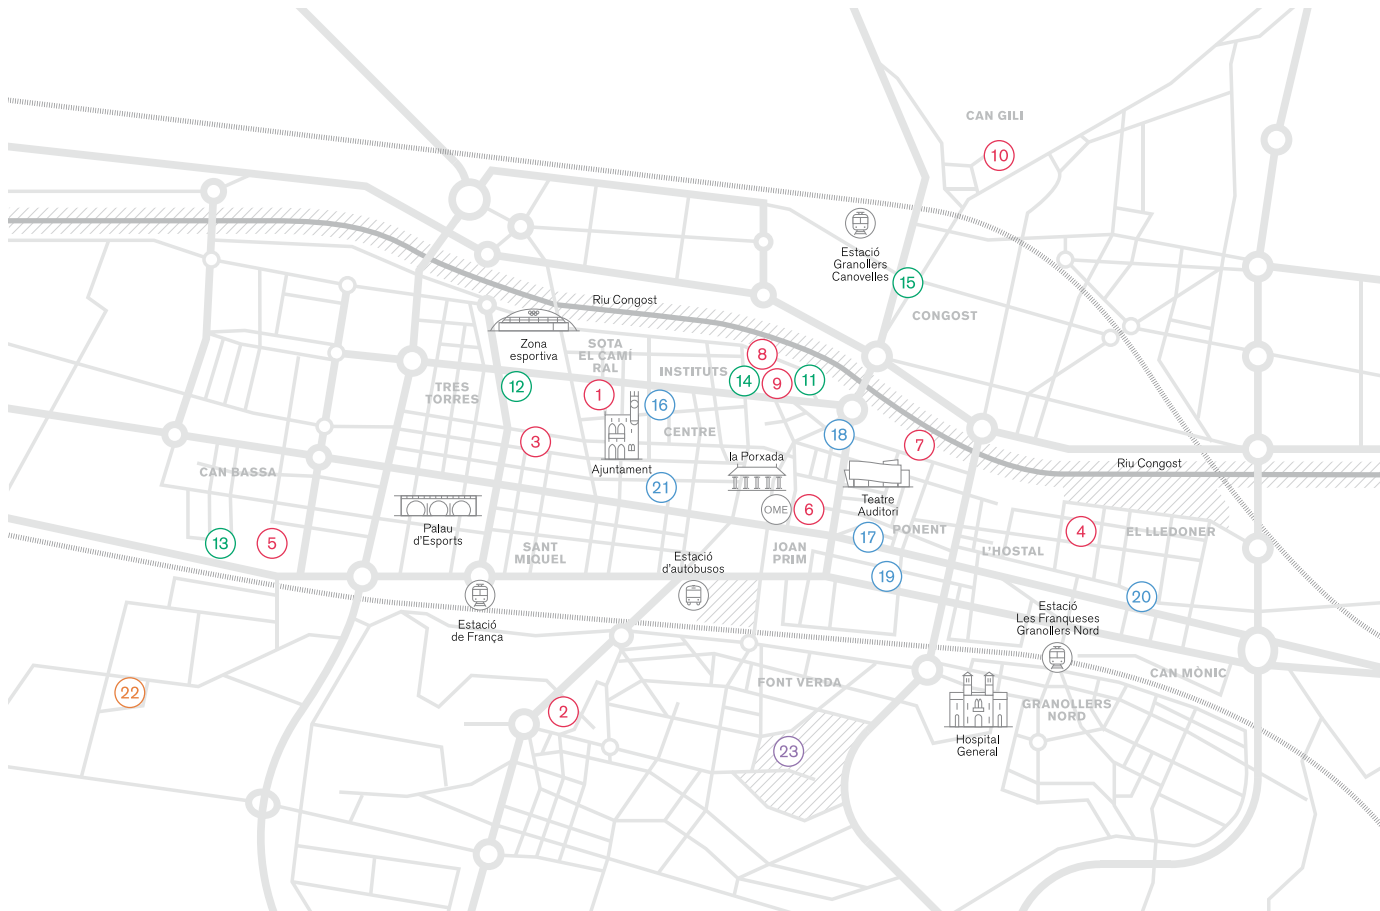 CAN GILI
10
Estació
Granollers
Canovelles
15
CONGOST
Riu Congost
Zona
esportiva
SOTA
EL CAMÍ
RAL
INSTITUTS
8
14
9
11
12
1
16
TRES
TORRES
3
CENTRE
18
7
Ajuntament
la Porxada
Riu Congost
CAN BASSA
21
Teatre
Auditori
OME
6
Palau
d'Esports
13
5
SANT
MIQUEL
Estació
d'autobusos
JOAN
PRIM
17
PONENT
L'HOSTAL
4
EL LLEDONER
19
20
Estació
de França
Estació
Les Franqueses
Granollers Nord
22
2
FONT VERDA
CAN MÒNIC
GRANOLLERS
NORD
23
Hospital
General